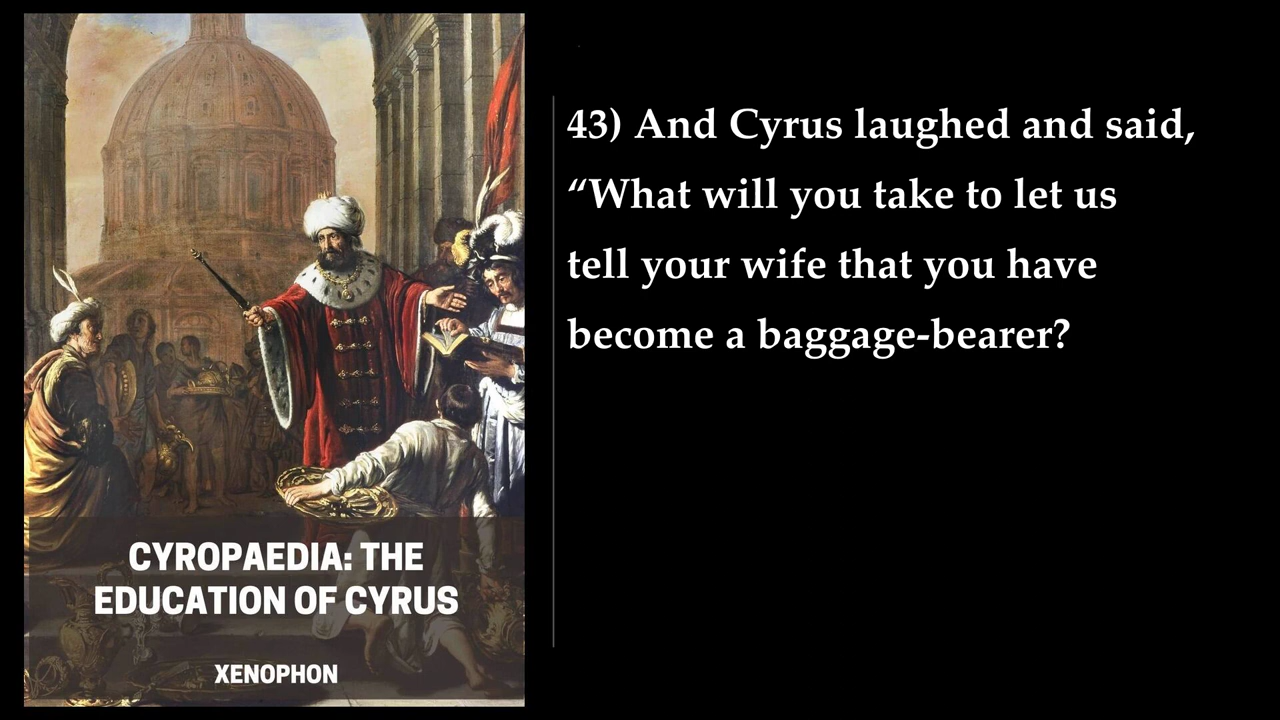 CYROPAEDIA: THE
EDUCATION OF CYRUS
XENOPHON
43) And Cyrus laughed and said,
“What will you take to let us
tell your wife that you have
become a baggage-bearer?